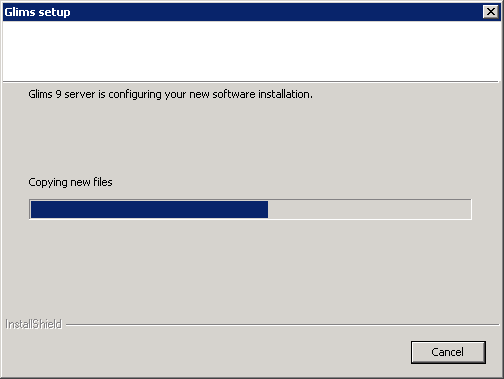 Glims setup
Glims 9 server is configuring your new software installation.
Copying new files
InstallShield
Cancel